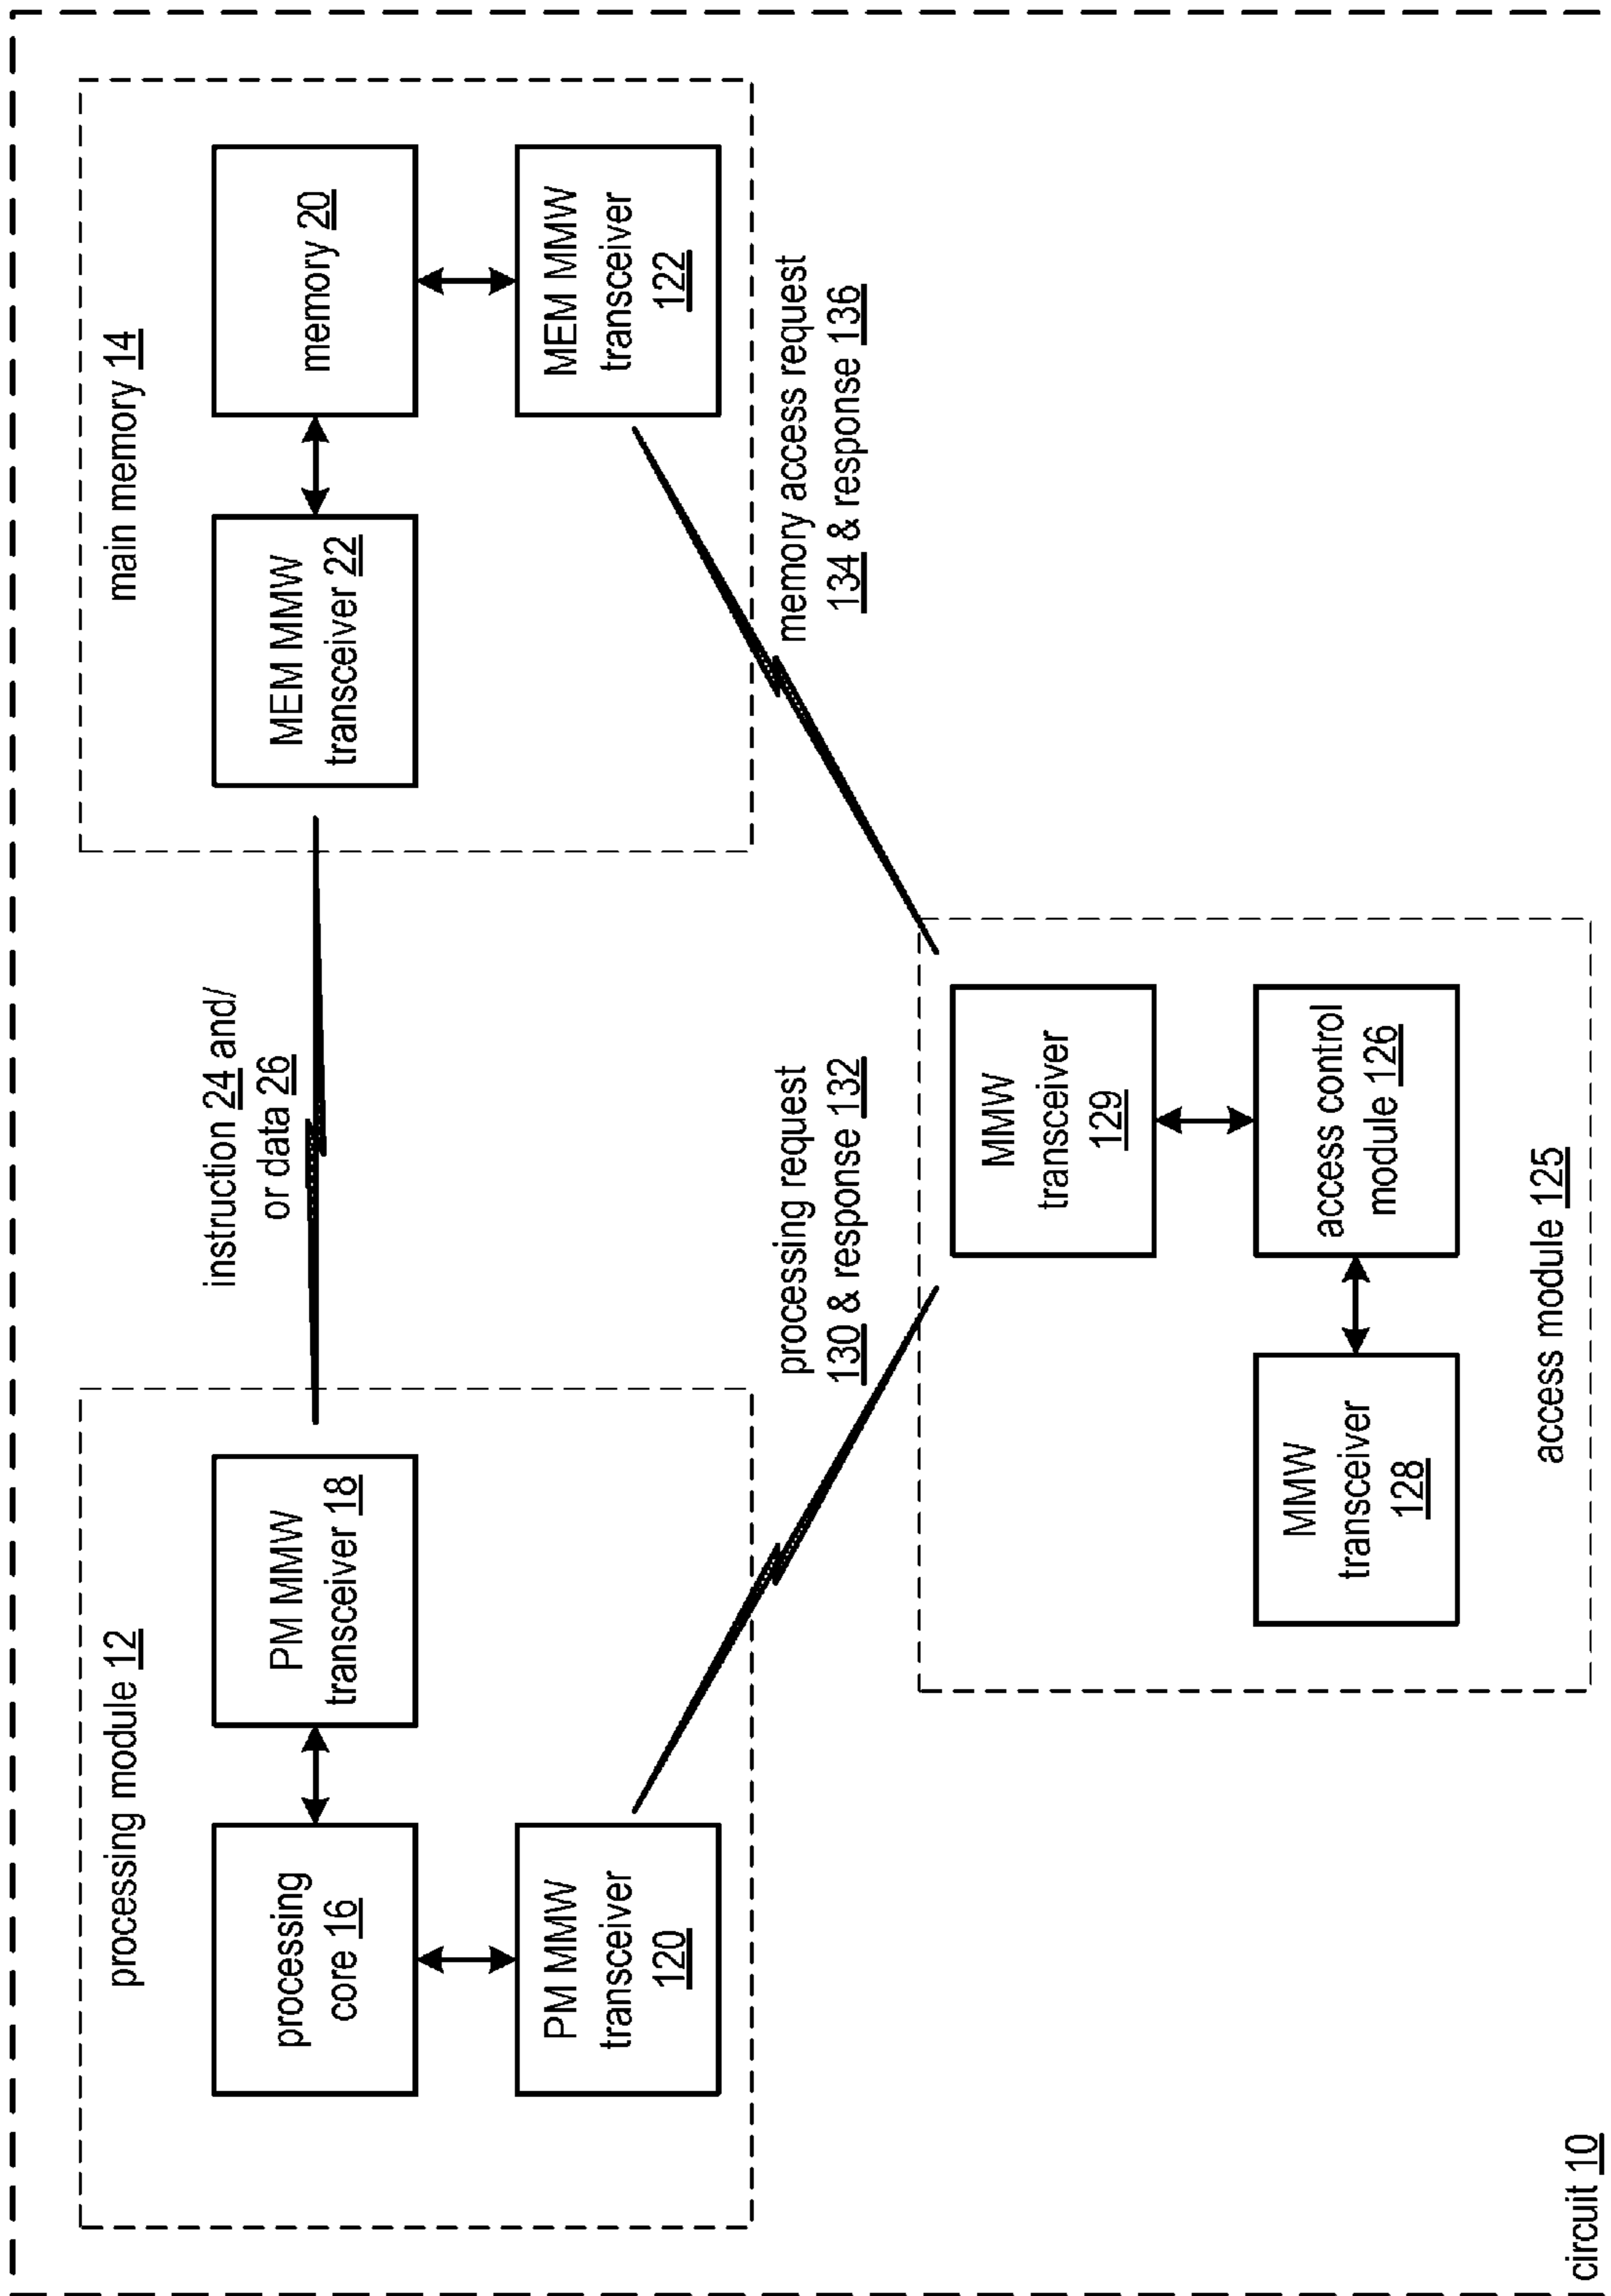 processing module 12
processing
core 16
PM MMW
transceiver 18
PM MMW
transceiver
120
instruction 24 and/
or data 26
main memory 14
MEM MMW
transceiver 22
memory 20
MEM MMW
transceiver
122
processing request
130 & response 132
memory access request
134 & response 136
MMW
transceiver
129
MMW
transceiver
128
access control
module 126
access module 125
circuit 10